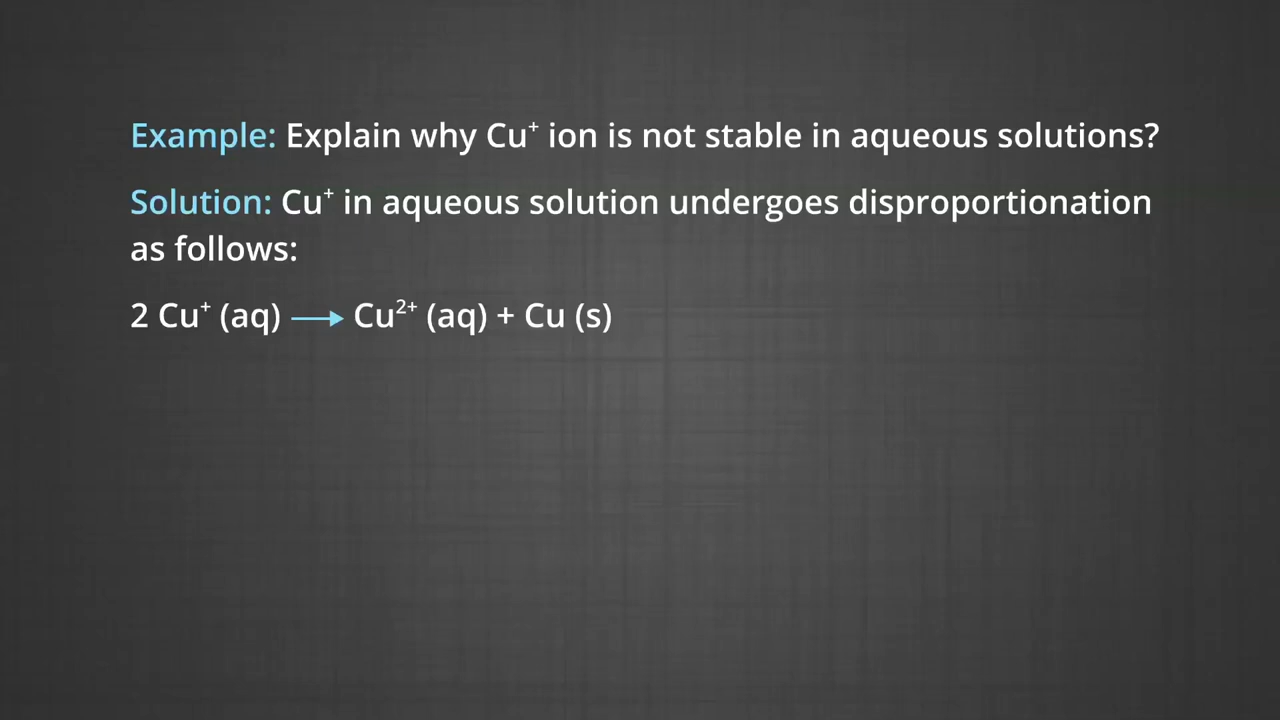 Example: Explain why Cu⁺ ion is not stable in aqueous solutions?
Solution: Cu⁺ in aqueous solution undergoes disproportionation
as follows:
2 Cu⁺ (aq) ⟶ Cu²⁺ (aq) + Cu (s)